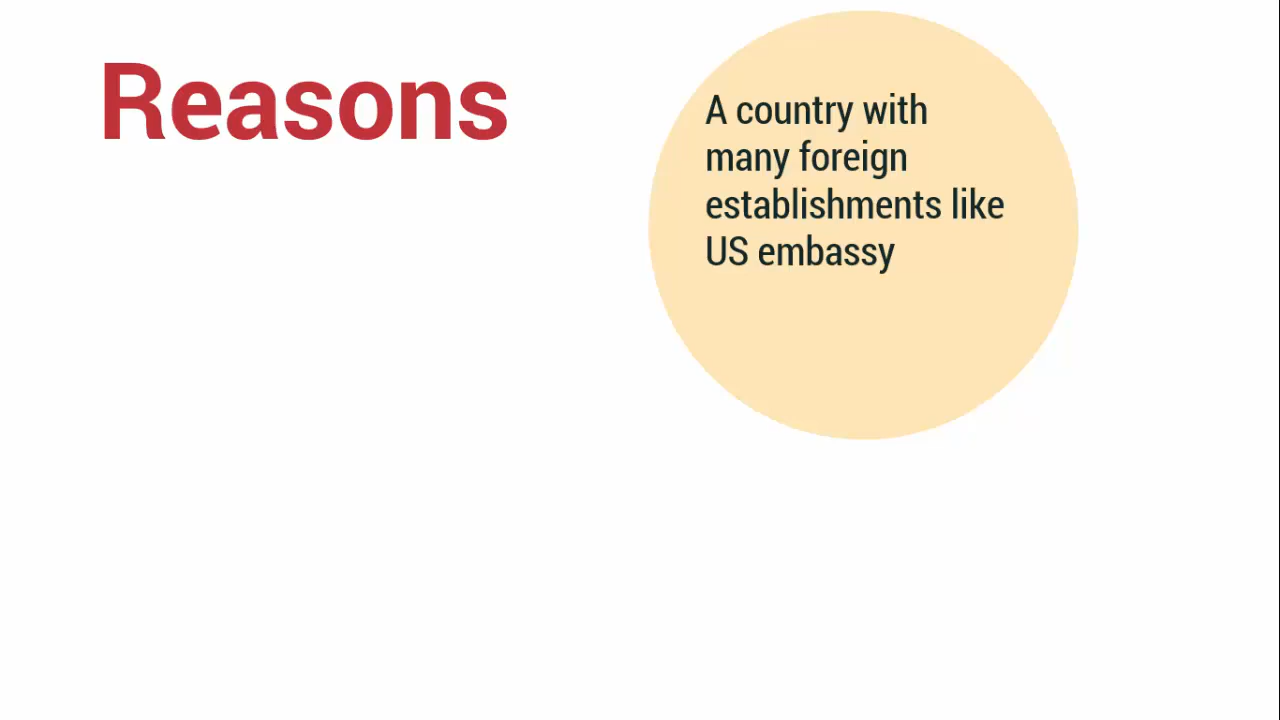 Reasons
A country with
many foreign
establishments like
US embassy